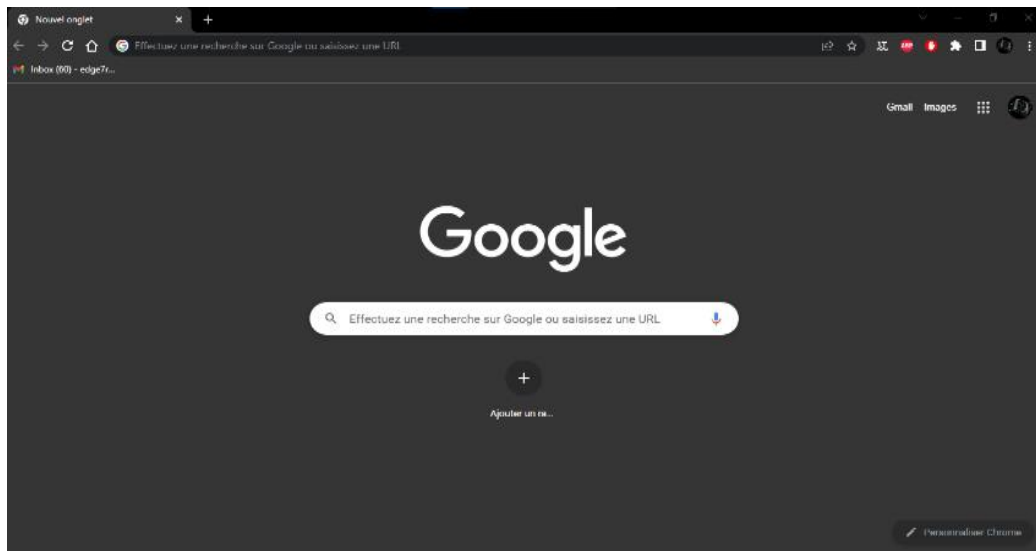 Nouvel onglet
Effectuez une recherche sur Google ou saisissez une URL
Inbox (60) - edge7r...
Gmail Images
Google
Effectuez une recherche sur Google ou saisissez une URL
Ajouter un ra...
Personnaliser Chrome